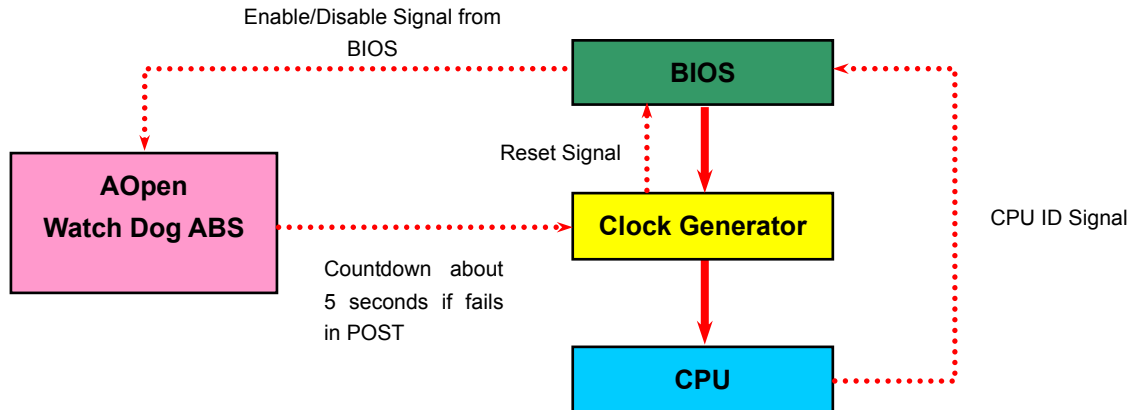 Enable/Disable Signal from
BIOS
BIOS
Reset Signal
AOpen
Watch Dog ABS
Clock Generator
CPU ID Signal
Countdown about
5 seconds if fails
in POST
CPU